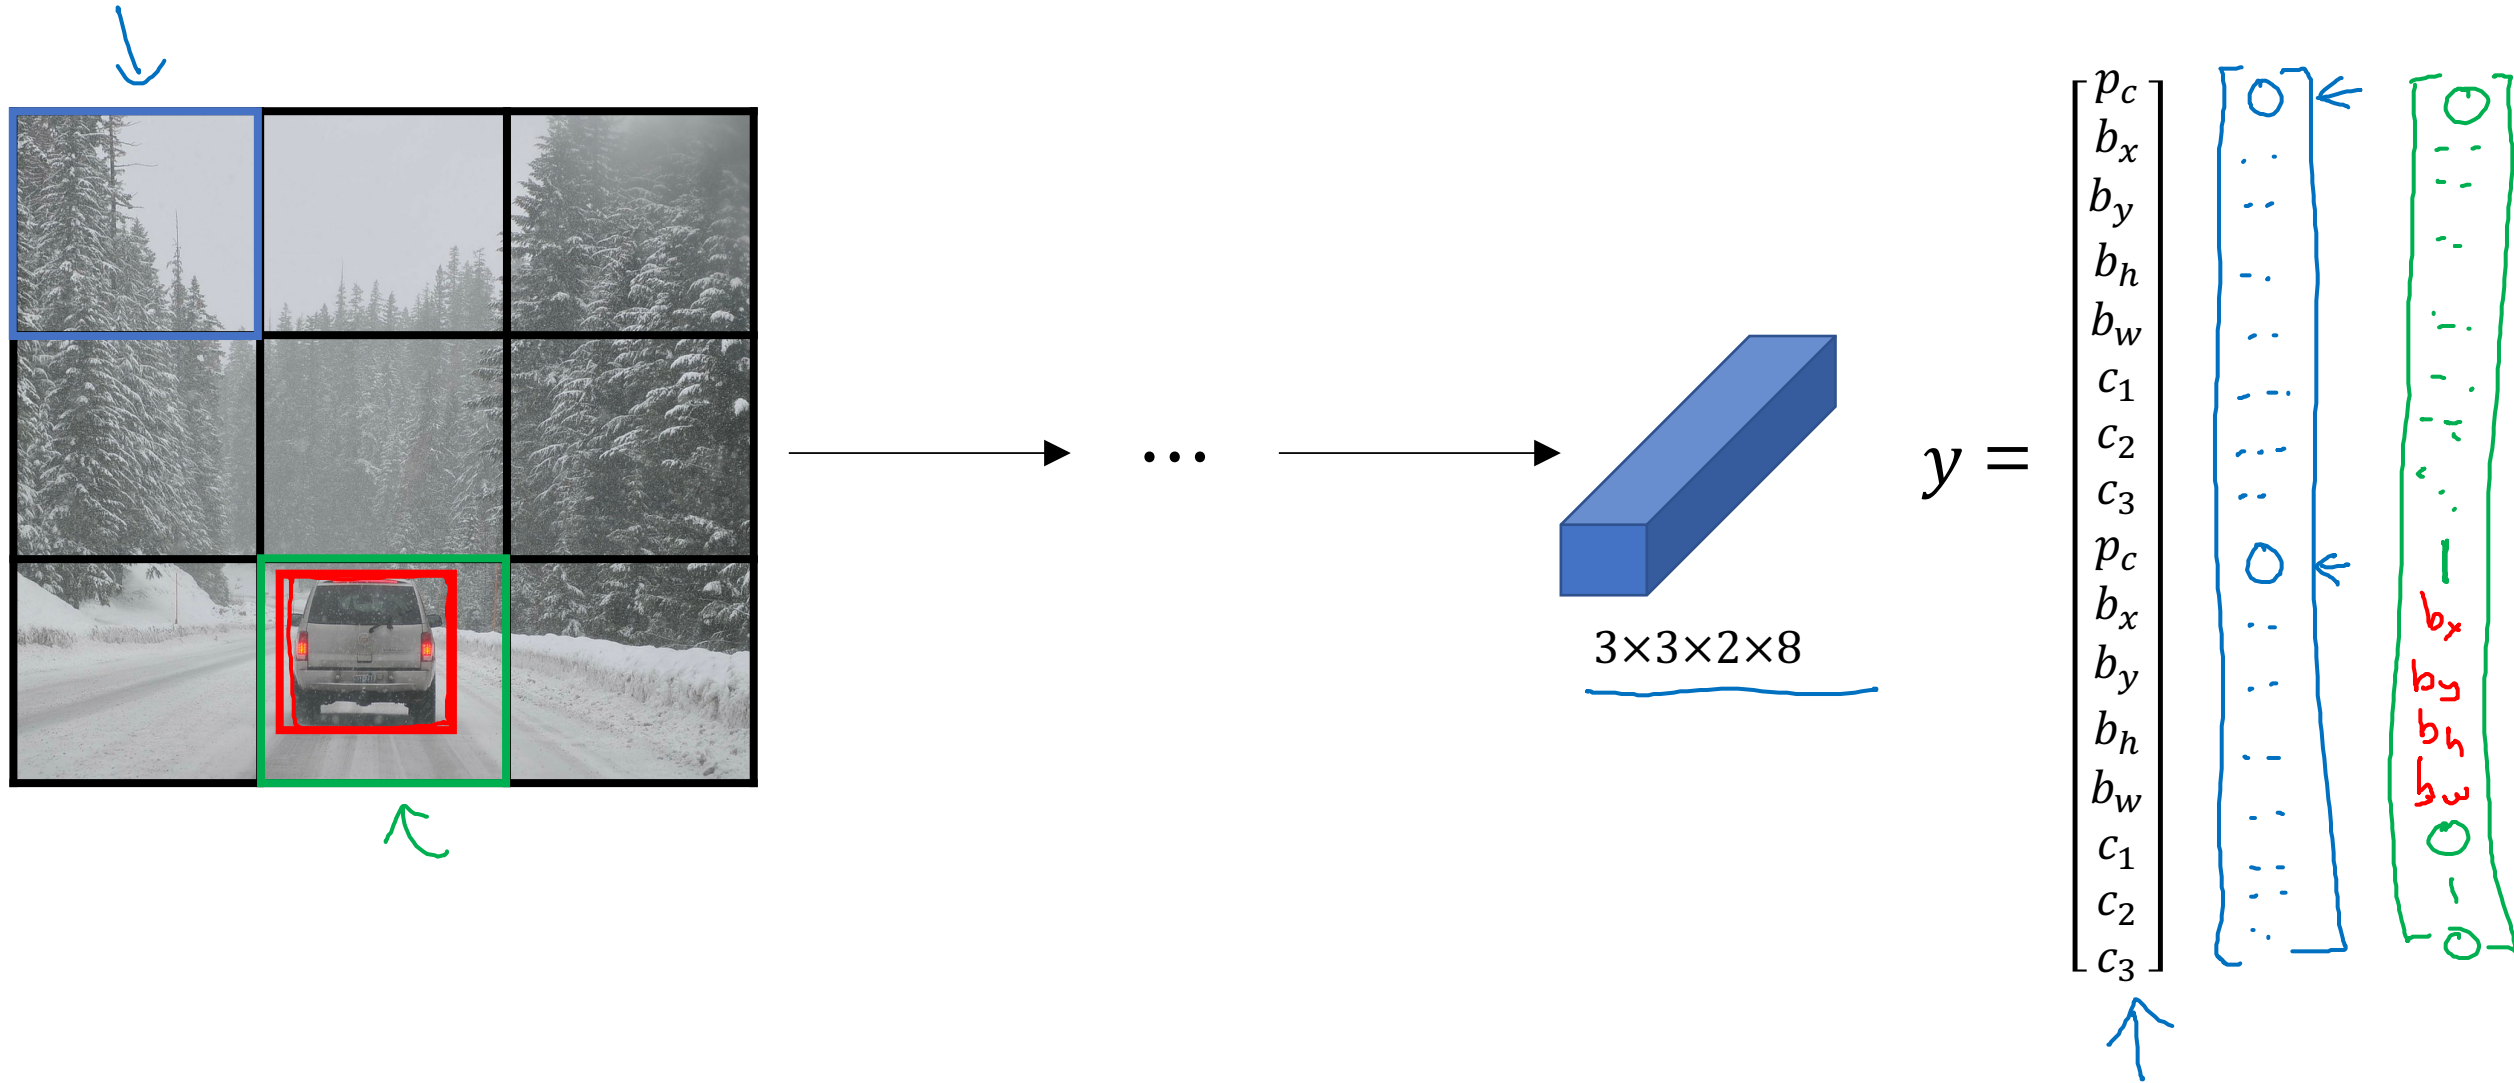 3×3×2×8
y =
p_c
b_x
b_y
b_h
b_w
c_1
c_2
c_3
p_c
b_x
b_y
b_h
b_w
c_1
c_2
c_3
0
0
0
1
b_x
b_y
b_h
b_w
0
1
0